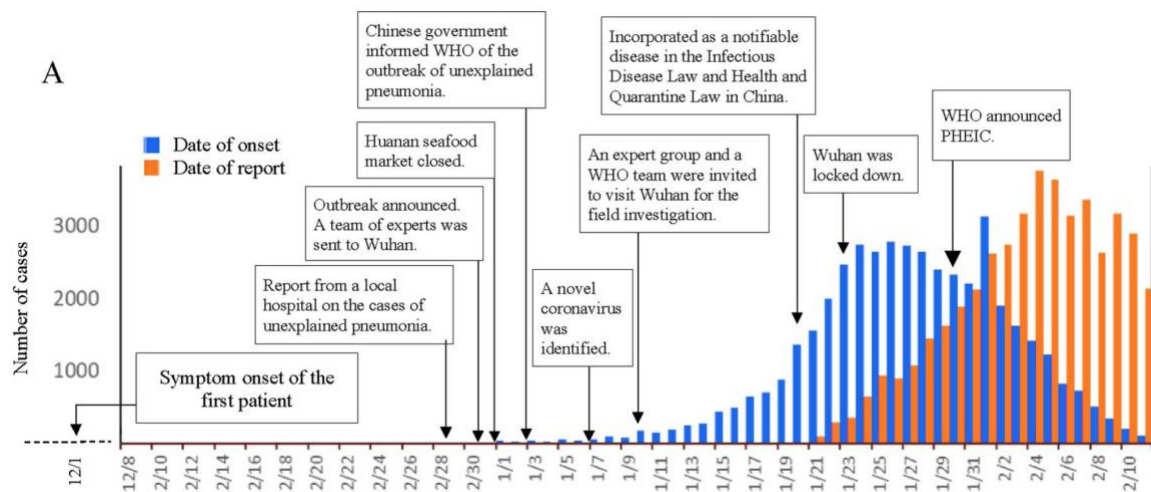 A
Chinese government
informed WHO of the
outbreak of unexplained
pneumonia.
Incorporated as a notifiable
disease in the Infectious
Disease Law and Health and
Quarantine Law in China.
WHO announced
PHEIC.
Date of onset
Date of report
Huanan seafood
market closed.
An expert group and a
WHO team were invited
to visit Wuhan for the
field investigation.
Wuhan was
locked down.
Outbreak announced.
A team of experts was
sent to Wuhan.
Report from a local
hospital on the cases of
unexplained pneumonia.
A novel
coronavirus
was
identified.
Symptom onset of the
first patient
Number of cases
3000
2000
1000
12/1
12/8
2/10
2/12
2/14
2/16
2/18
2/20
2/22
2/24
2/26
2/28
2/30
1/1
1/3
1/5
1/7
1/9
1/11
1/13
1/15
1/17
1/19
1/21
1/23
1/25
1/27
1/29
1/31
2/2
2/4
2/6
2/8
2/10